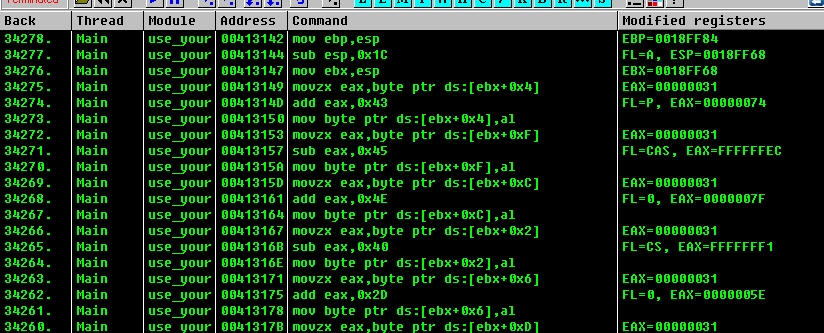 Terminated
Back Thread Module Address Command Modified registers
34278. Main use_your 00413142 mov ebp,esp EBP=0018FF84
34277. Main use_your 00413144 sub esp,0x1C FL=A, ESP=0018FF68
34276. Main use_your 00413147 mov ebx,esp EBX=0018FF68
34275. Main use_your 00413149 movzx eax,byte ptr ds:[ebx+0x4] EAX=00000031
34274. Main use_your 0041314D add eax,0x43 FL=P, EAX=00000074
34273. Main use_your 00413150 mov byte ptr ds:[ebx+0x4],al
34272. Main use_your 00413153 movzx eax,byte ptr ds:[ebx+0xF] EAX=00000031
34271. Main use_your 00413157 sub eax,0x45 FL=CAS, EAX=FFFFFFEC
34270. Main use_your 0041315A mov byte ptr ds:[ebx+0xF],al
34269. Main use_your 0041315D movzx eax,byte ptr ds:[ebx+0xC] EAX=00000031
34268. Main use_your 00413161 add eax,0x4E FL=0, EAX=0000007F
34267. Main use_your 00413164 mov byte ptr ds:[ebx+0xC],al
34266. Main use_your 00413167 movzx eax,byte ptr ds:[ebx+0x2] EAX=00000031
34265. Main use_your 0041316B sub eax,0x40 FL=CS, EAX=FFFFFFF1
34264. Main use_your 0041316E mov byte ptr ds:[ebx+0x2],al
34263. Main use_your 00413171 movzx eax,byte ptr ds:[ebx+0x6] EAX=00000031
34262. Main use_your 00413175 add eax,0x2D FL=0, EAX=0000005E
34261. Main use_your 00413178 mov byte ptr ds:[ebx+0x6],al
34260. Main use_your 0041317B movzx eax,byte ptr ds:[ebx+0xD] EAX=00000031